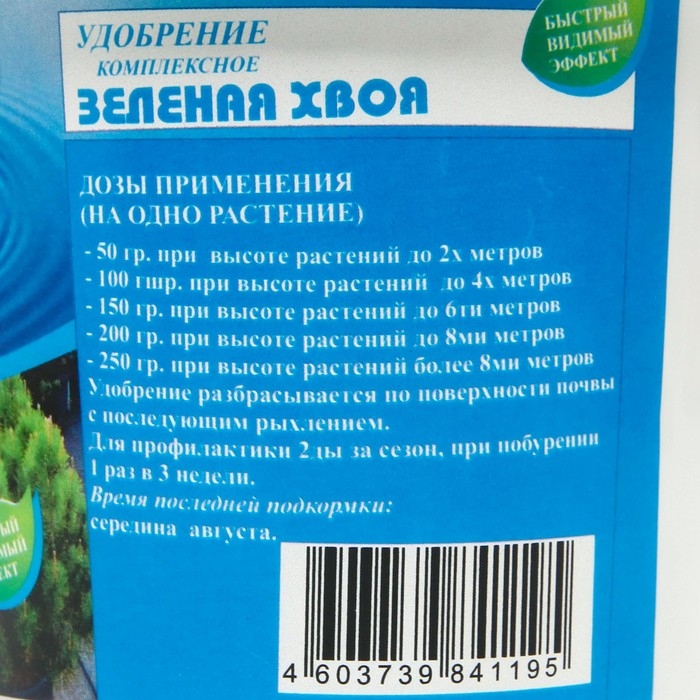 УДОБРЕНИЕ
КОМПЛЕКСНОЕ
ЗЕЛЕНАЯ ХВОЯ
БЫСТРЫЙ
ВИДИМЫЙ
ЭФФЕКТ
ДОЗЫ ПРИМЕНЕНИЯ
(НА ОДНО РАСТЕНИЕ)
- 50 гр. при высоте растений до 2х метров
- 100 гшр. при высоте растений до 4х метров
- 150 гр. при высоте растений до 6ти метров
- 200 гр. при высоте растений до 8ми метров
- 250 гр. при высоте растений более 8ми метров
Удобрение разбрасывается по поверхности почвы
с последующим рыхлением.
Для профилактики 2ды за сезон, при побурении
1 раз в 3 недели.
Время последней подкормки:
середина августа.
4 603739 841195